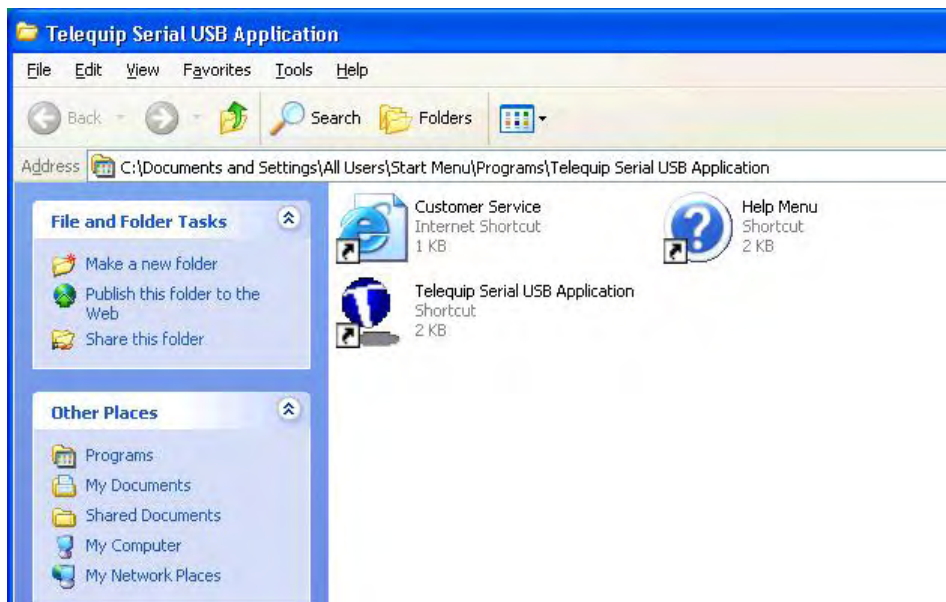 Telequip Serial USB Application
File Edit View Favorites Tools Help
Back Search Folders
Address C:\Documents and Settings\All Users\Start Menu\Programs\Telequip Serial USB Application
File and Folder Tasks
Make a new folder
Publish this folder to the
Web
Share this folder
Other Places
Programs
My Documents
Shared Documents
My Computer
My Network Places
Customer Service
Internet Shortcut
1 KB
Help Menu
Shortcut
2 KB
Telequip Serial USB Application
Shortcut
2 KB